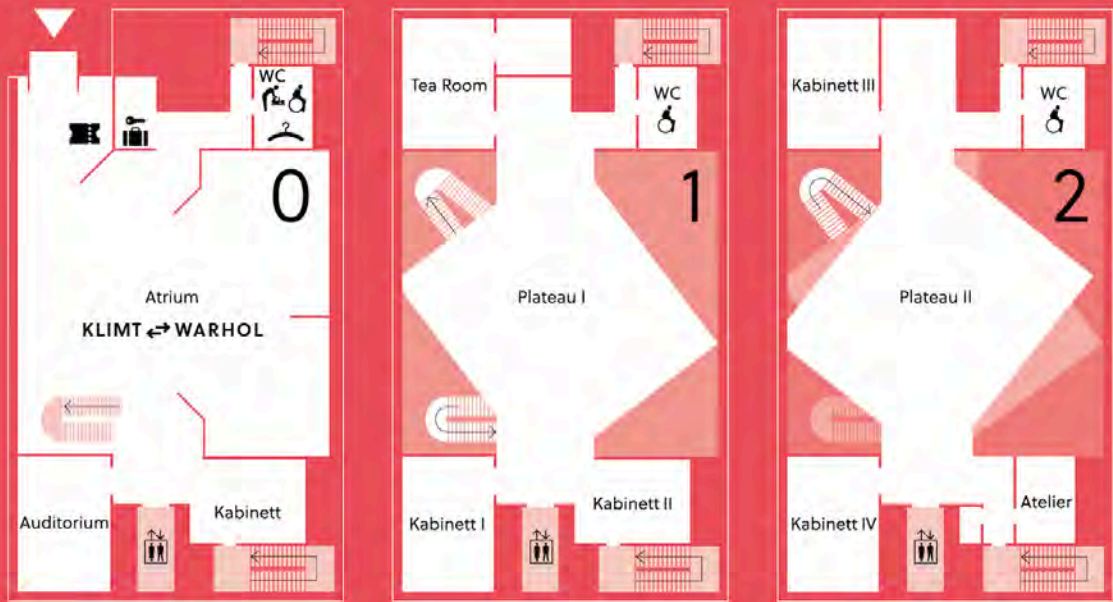 WC
0
Atrium
KLIMT ⇄ WARHOL
Auditorium
Kabinett
Tea Room
WC
1
Plateau I
Kabinett I
Kabinett II
Kabinett III
WC
2
Plateau II
Kabinett IV
Atelier